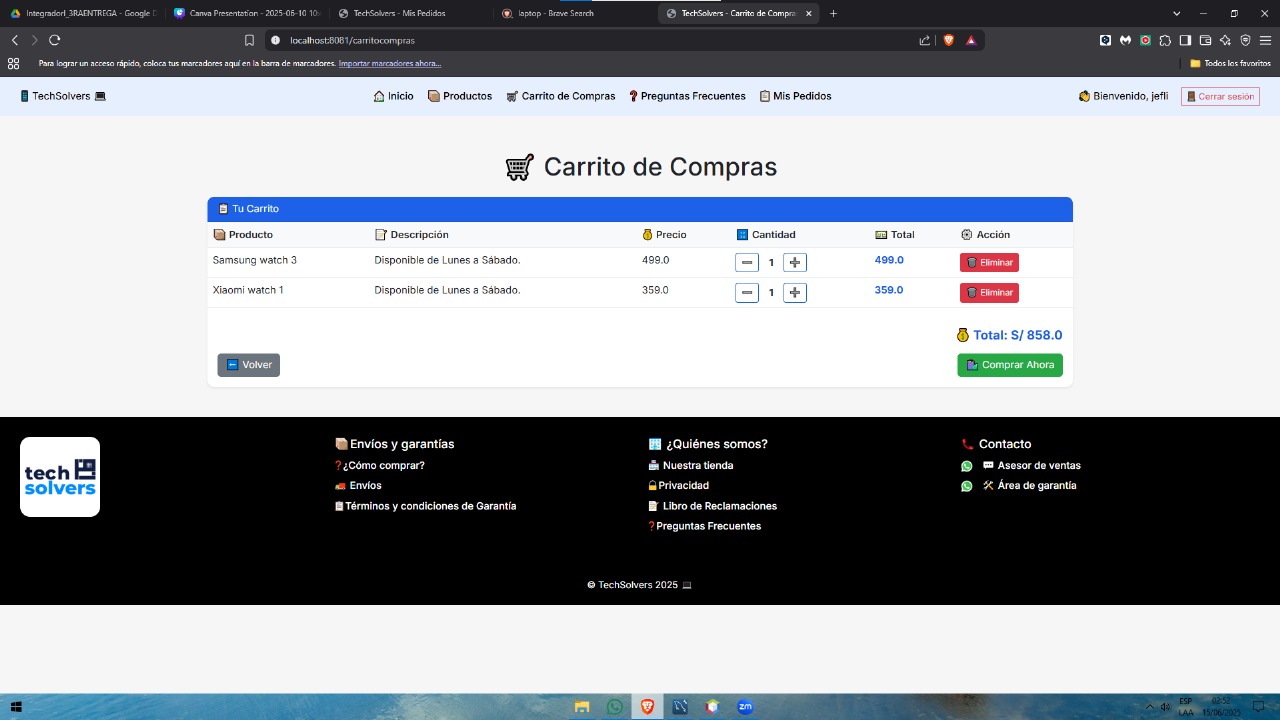 IntegradorI_3RAENTREGA - Google D
Canva Presentation - 2025-06-10 10:
TechSolvers - Mis Pedidos
laptop - Brave Search
TechSolvers - Carrito de Compra
localhost:8081/carritocompras
Para lograr un acceso rápido, coloca tus marcadores aquí en la barra de marcadores. Importar marcadores ahora...
Todos los favoritos
TechSolvers
Inicio
Productos
Carrito de Compras
Preguntas Frecuentes
Mis Pedidos
Bienvenido, jefli
Cerrar sesión
Carrito de Compras
Tu Carrito
Producto Descripción Precio Cantidad Total Acción
Samsung watch 3 Disponible de Lunes a Sábado. 499.0 1 499.0 Eliminar
Xiaomi watch 1 Disponible de Lunes a Sábado. 359.0 1 359.0 Eliminar
Total: S/ 858.0
Volver
Comprar Ahora
tech
solvers
Envíos y garantías
¿Cómo comprar?
Envíos
Términos y condiciones de Garantía
¿Quiénes somos?
Nuestra tienda
Privacidad
Libro de Reclamaciones
Preguntas Frecuentes
Contacto
Asesor de ventas
Área de garantía
© TechSolvers 2025
zm
ESP
LAA
02:52
15/06/2025